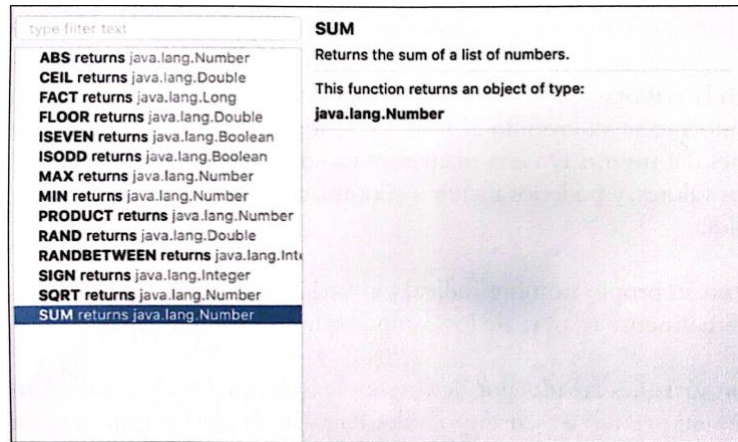 type filter text
ABS returns java.lang.Number
CEIL returns java.lang.Double
FACT returns java.lang.Long
FLOOR returns java.lang.Double
ISEVEN returns java.lang.Boolean
ISODD returns java.lang.Boolean
MAX returns java.lang.Number
MIN returns java.lang.Number
PRODUCT returns java.lang.Number
RAND returns java.lang.Double
RANDBETWEEN returns java.lang.Inte
SIGN returns java.lang.Integer
SQRT returns java.lang.Number
SUM returns java.lang.Number
SUM
Returns the sum of a list of numbers.
This function returns an object of type:
java.lang.Number